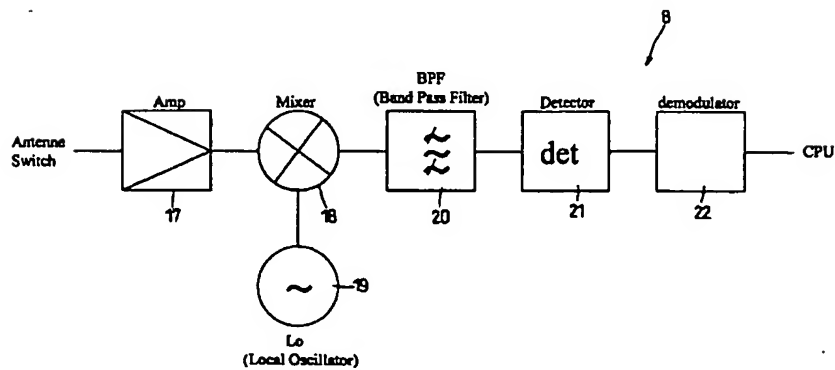 8
BPF
(Band Pass Filter)
Amp
Mixer
Detector
demodulator
Antenne
Switch
det
CPU
17
18
20
21
22
~
19
Lo
(Local Oscillator)